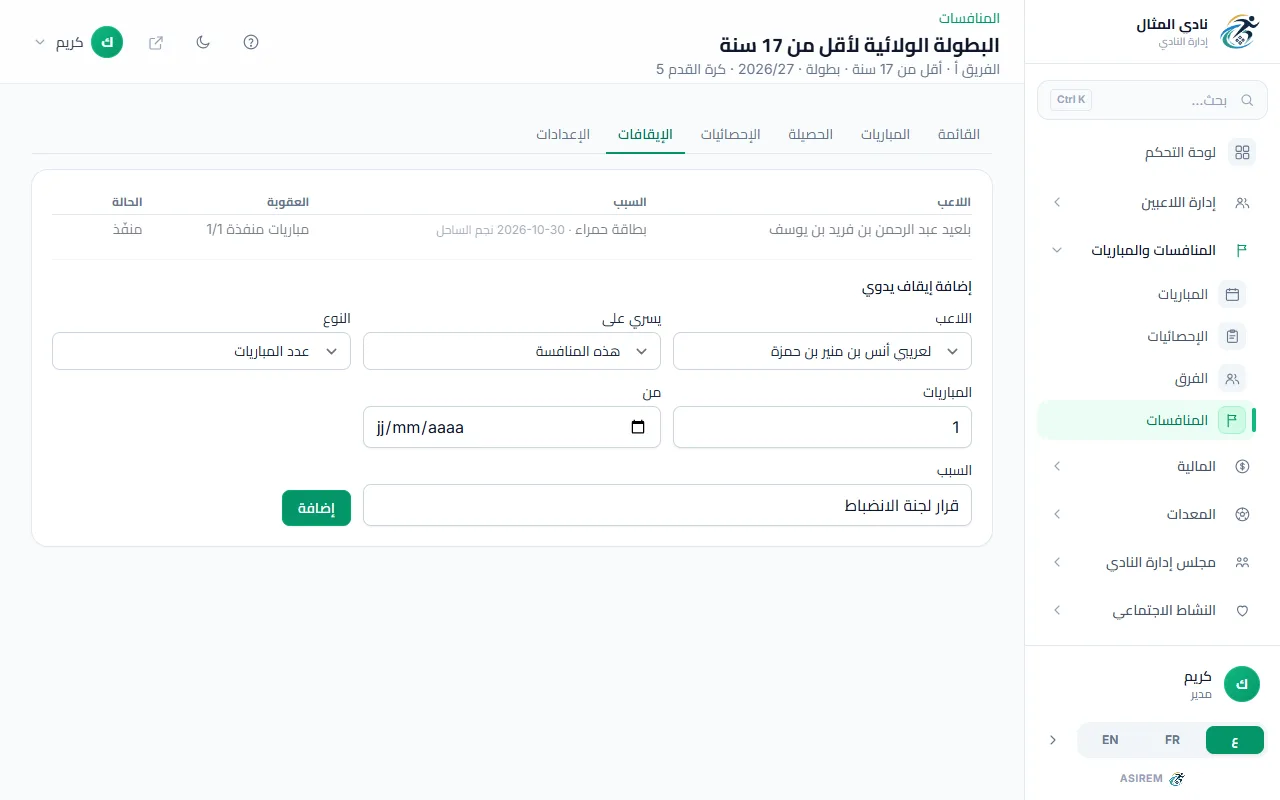 نادي المثال
إدارة النادي
بحث...
Ctrl K
لوحة التحكم
إدارة اللاعبين
المنافسات والمباريات
المباريات
الإحصائيات
الفرق
المنافسات
المالية
المعدات
مجلس إدارة النادي
النشاط الاجتماعي
ك
كريم
مدير
ع
FR
EN
ASIREM
المنافسات
البطولة الولائية لأقل من 17 سنة
الفريق أ · أقل من 17 سنة · بطولة · 2026/27 · كرة القدم 5
ك
كريم
القائمة
المباريات
الحصيلة
الإحصائيات
الإيقافات
الإعدادات
اللاعب
السبب
العقوبة
الحالة
بلعيد عبد الرحمن بن فريد بن يوسف
بطاقة حمراء · 30-10-2026 نجم الساحل
مباريات منفذة 1/1
منفّذ
إضافة إيقاف يدوي
اللاعب
يسري على
النوع
لعريبي أنس بن منير بن حمزة
هذه المنافسة
عدد المباريات
المباريات
من
1
jj/mm/aaaa
السبب
قرار لجنة الانضباط
إضافة